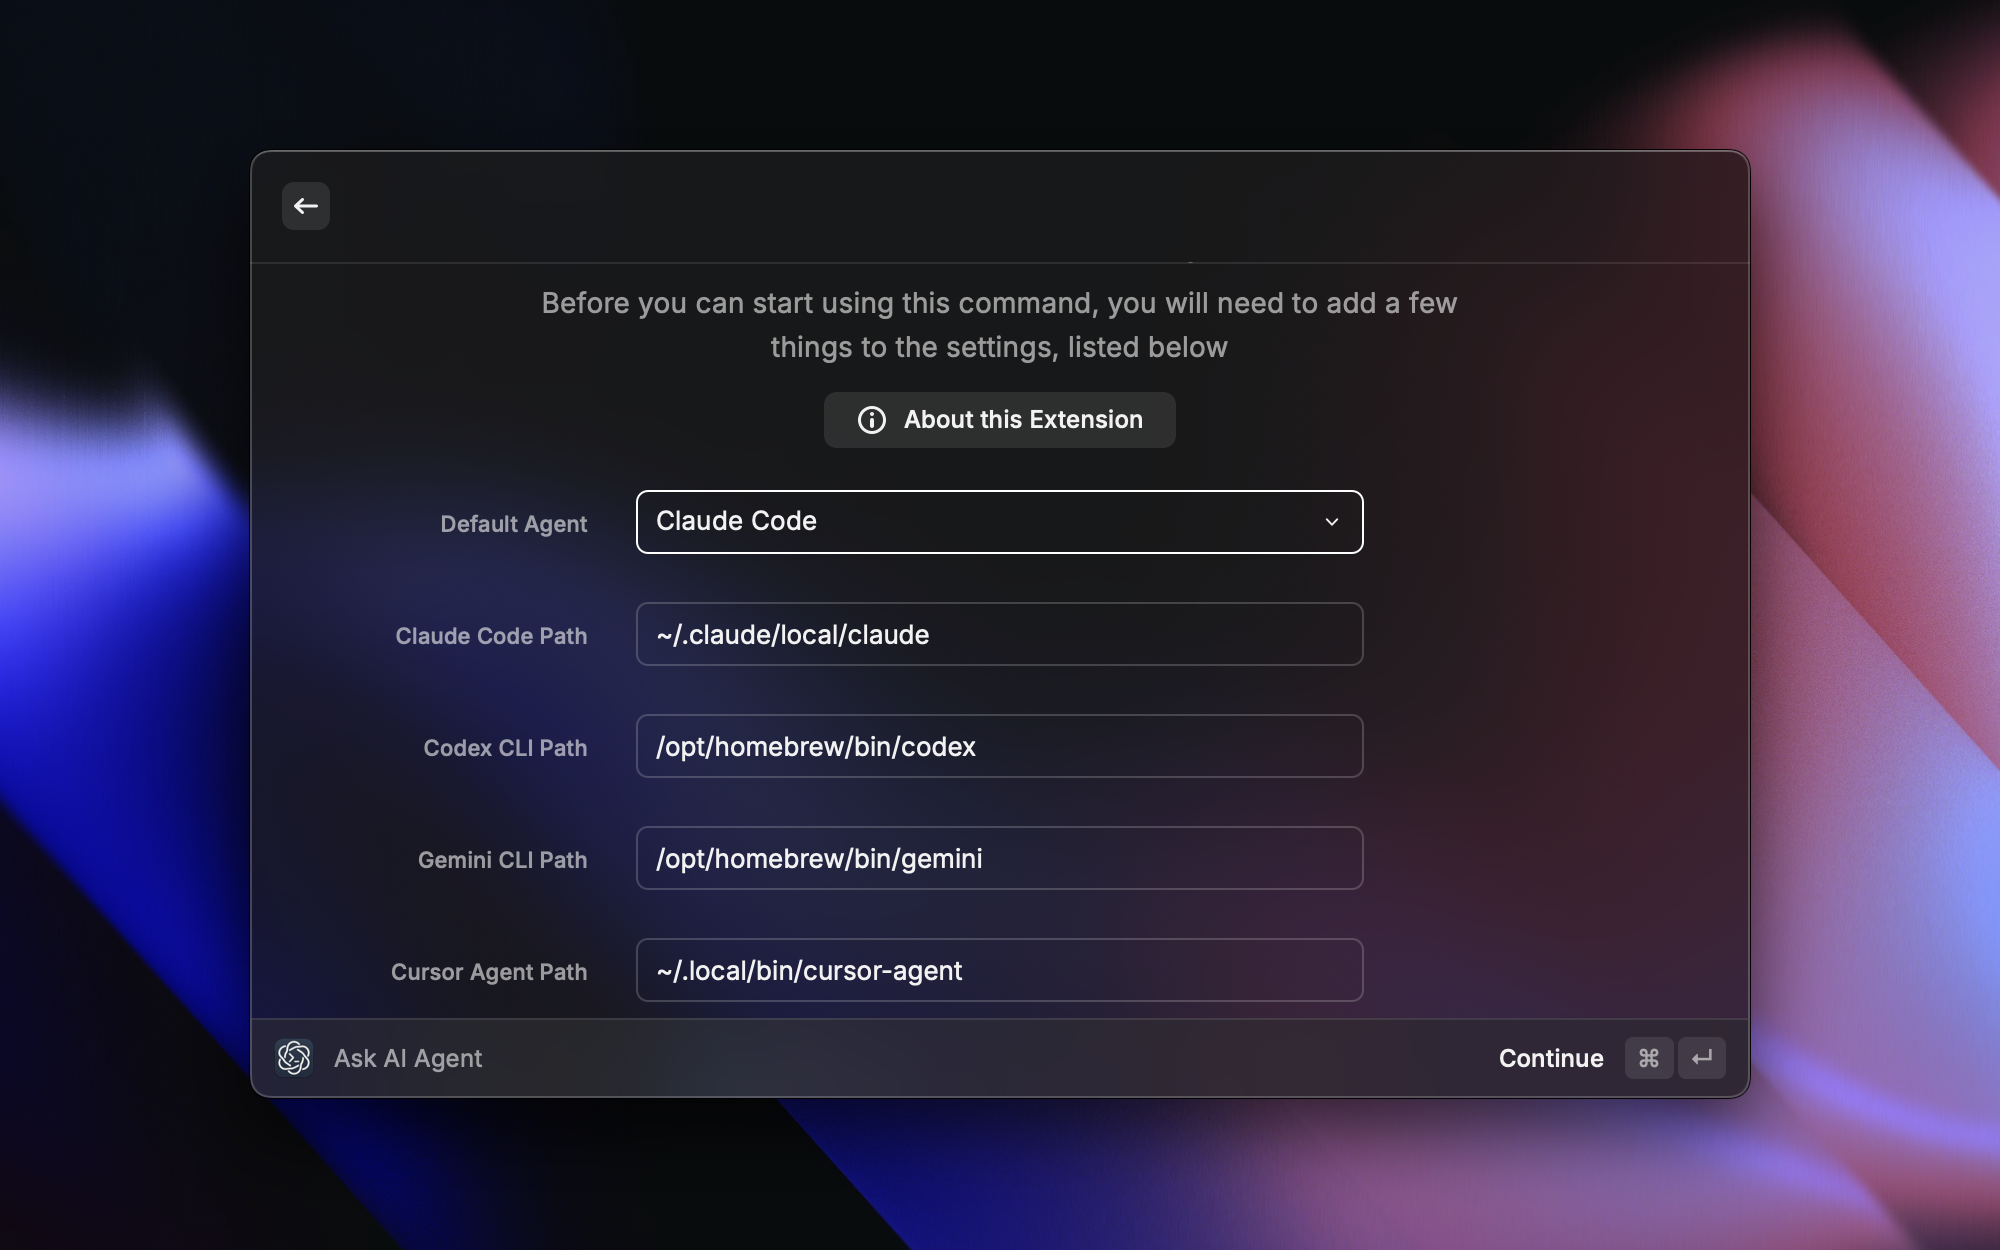 Before you can start using this command, you will need to add a few
things to the settings, listed below
About this Extension
Default Agent
Claude Code
Claude Code Path
~/.claude/local/claude
Codex CLI Path
/opt/homebrew/bin/codex
Gemini CLI Path
/opt/homebrew/bin/gemini
Cursor Agent Path
~/.local/bin/cursor-agent
Ask AI Agent
Continue ⌘ ↵